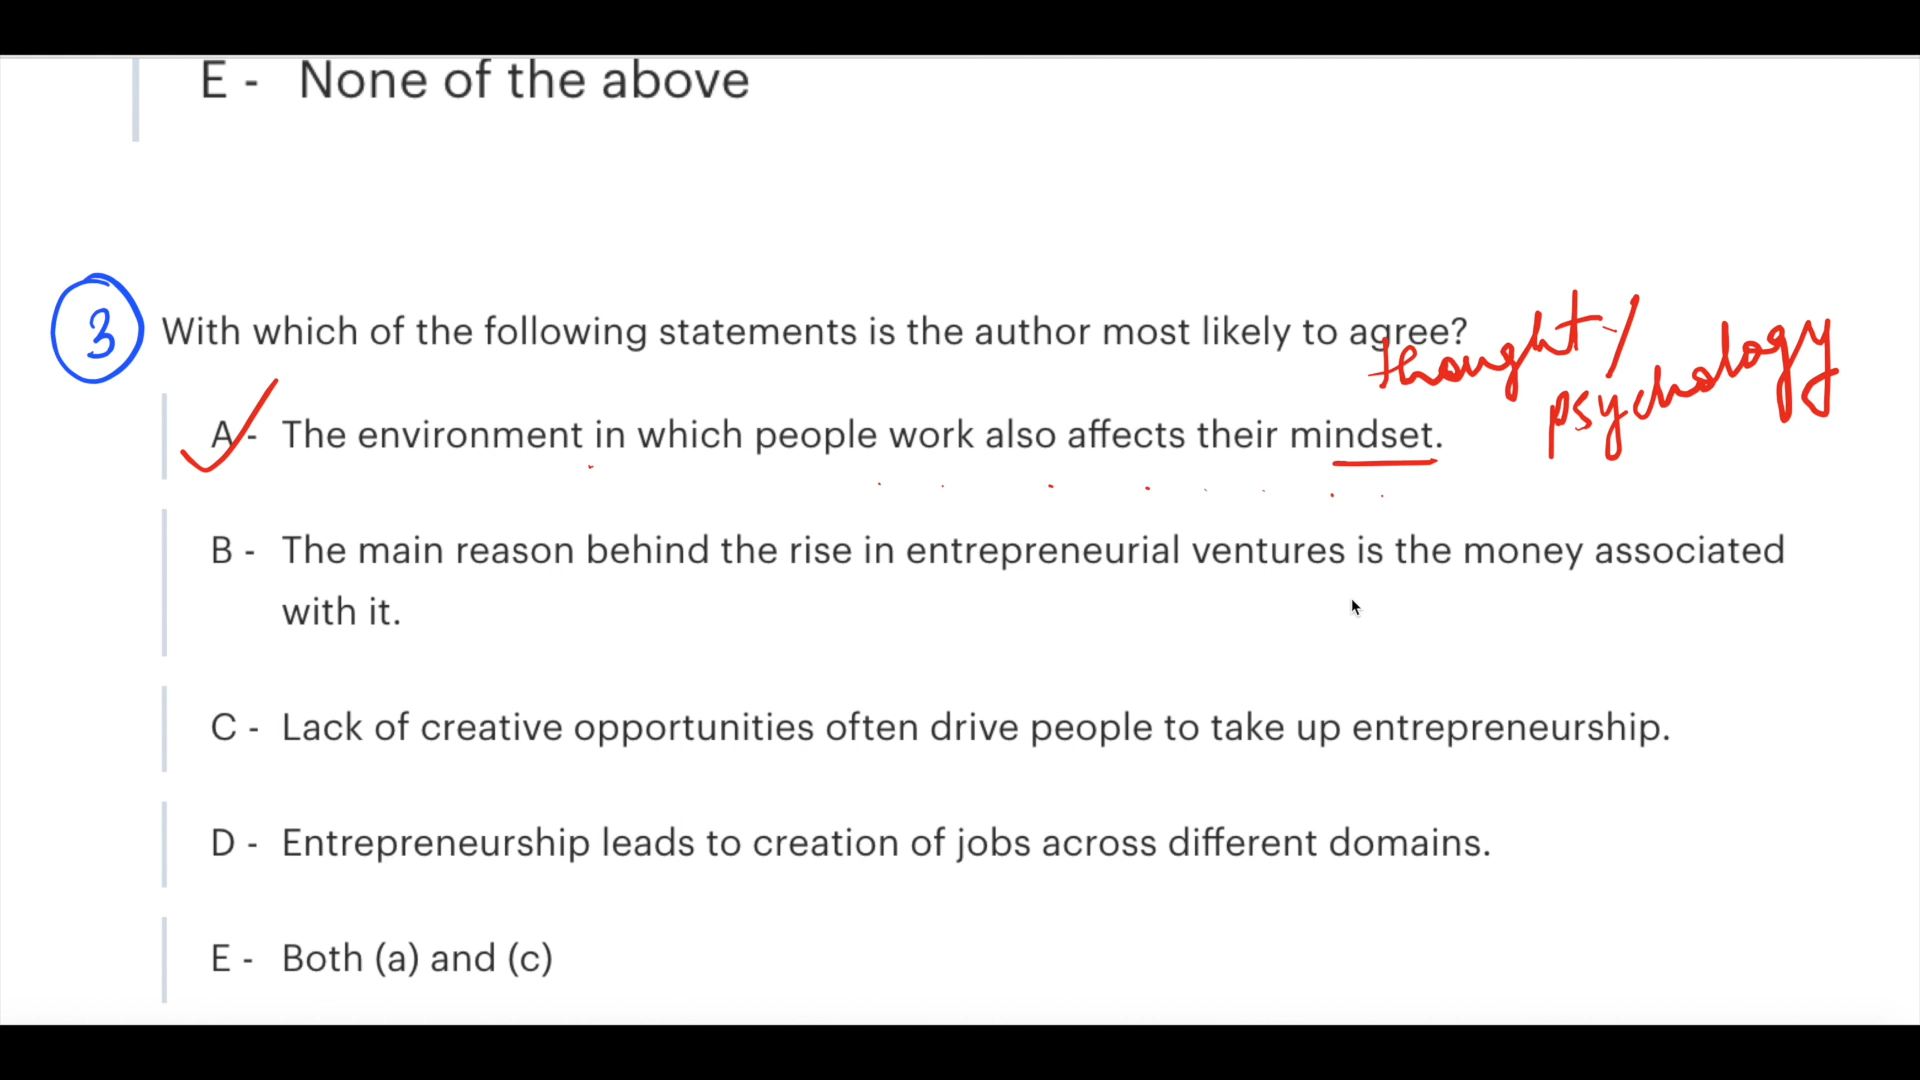 E - None of the above
3
With which of the following statements is the author most likely to agree?
thought /
psychology
A - The environment in which people work also affects their mindset.
B - The main reason behind the rise in entrepreneurial ventures is the money associated
with it.
C - Lack of creative opportunities often drive people to take up entrepreneurship.
D - Entrepreneurship leads to creation of jobs across different domains.
E - Both (a) and (c)